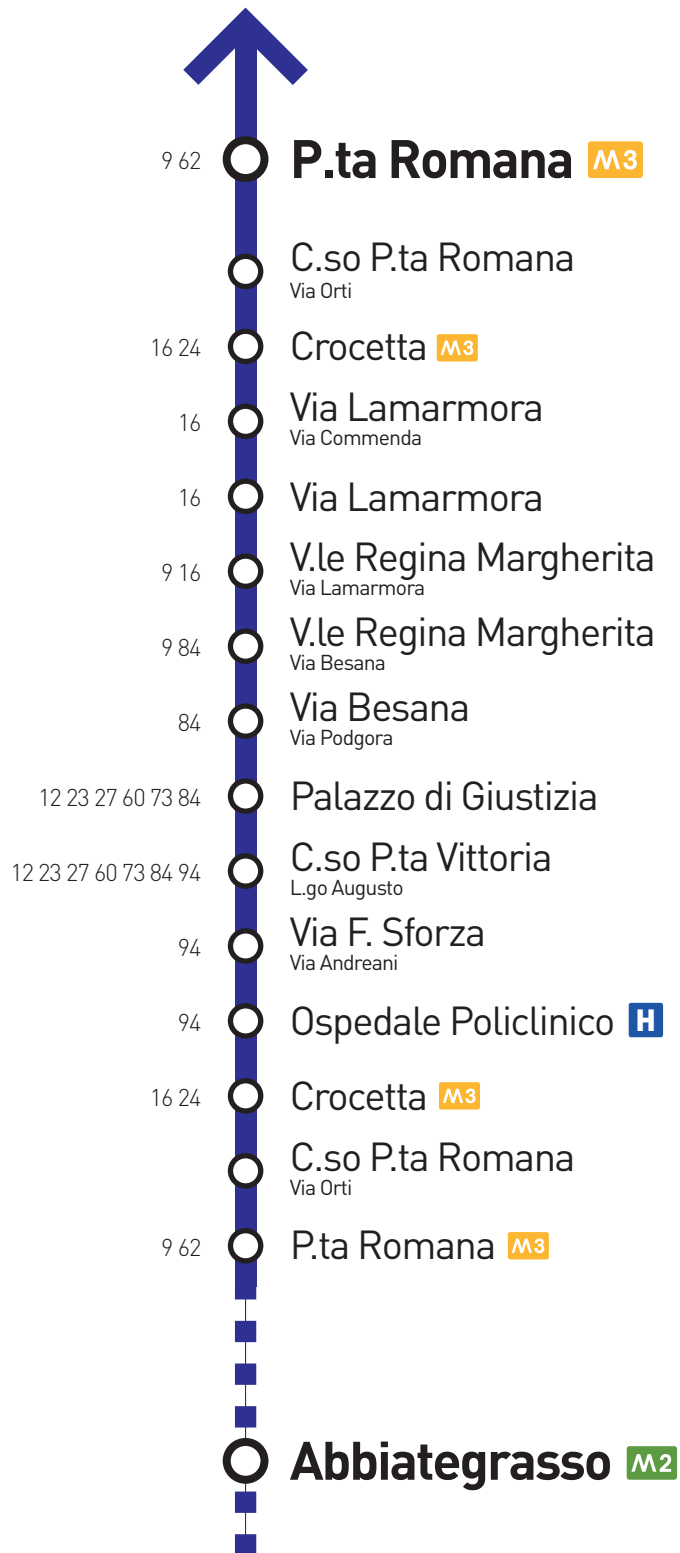 9 62 P.ta Romana M3
C.so P.ta Romana
Via Orti
16 24 Crocetta M3
16 Via Lamarmora
Via Commenda
16 Via Lamarmora
9 16 V.le Regina Margherita
Via Lamarmora
9 84 V.le Regina Margherita
Via Besana
84 Via Besana
Via Podgora
12 23 27 60 73 84 Palazzo di Giustizia
12 23 27 60 73 84 94 C.so P.ta Vittoria
L.go Augusto
94 Via F. Sforza
Via Andreani
94 Ospedale Policlinico H
16 24 Crocetta M3
C.so P.ta Romana
Via Orti
9 62 P.ta Romana M3
Abbiategrasso M2